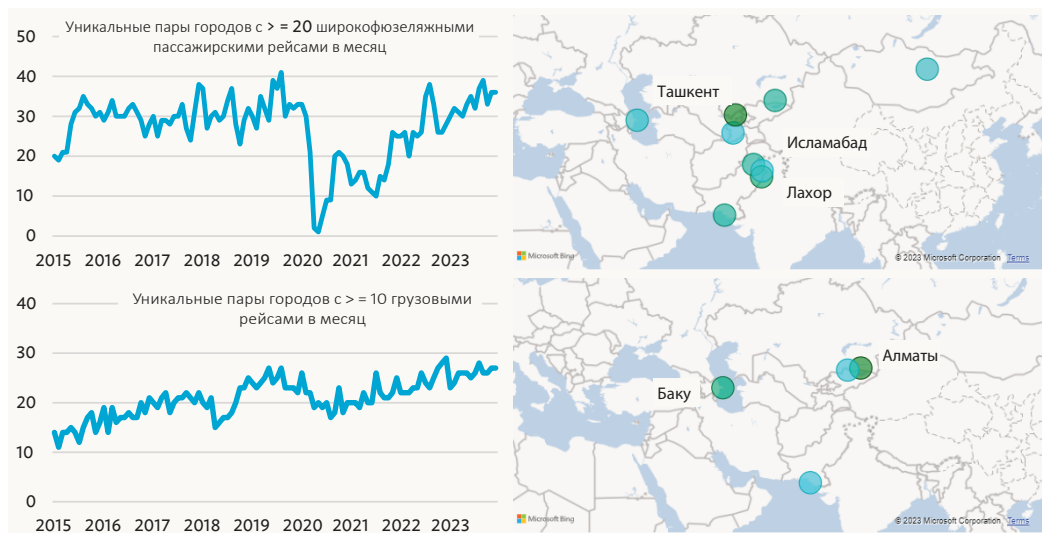 Уникальные пары городов с > = 20 широкофюзеляжными
пассажирскими рейсами в месяц
50
40
30
20
10
0
2015 2016 2017 2018 2019 2020 2021 2022 2023
Ташкент
Исламабад
Лахор
Microsoft Bing
© 2023 Microsoft Corporation Terms
Уникальные пары городов с > = 10 грузовыми
рейсами в месяц
40
30
20
10
0
2015 2016 2017 2018 2019 2020 2021 2022 2023
Алматы
Баку
Microsoft Bing
© 2023 Microsoft Corporation Terms